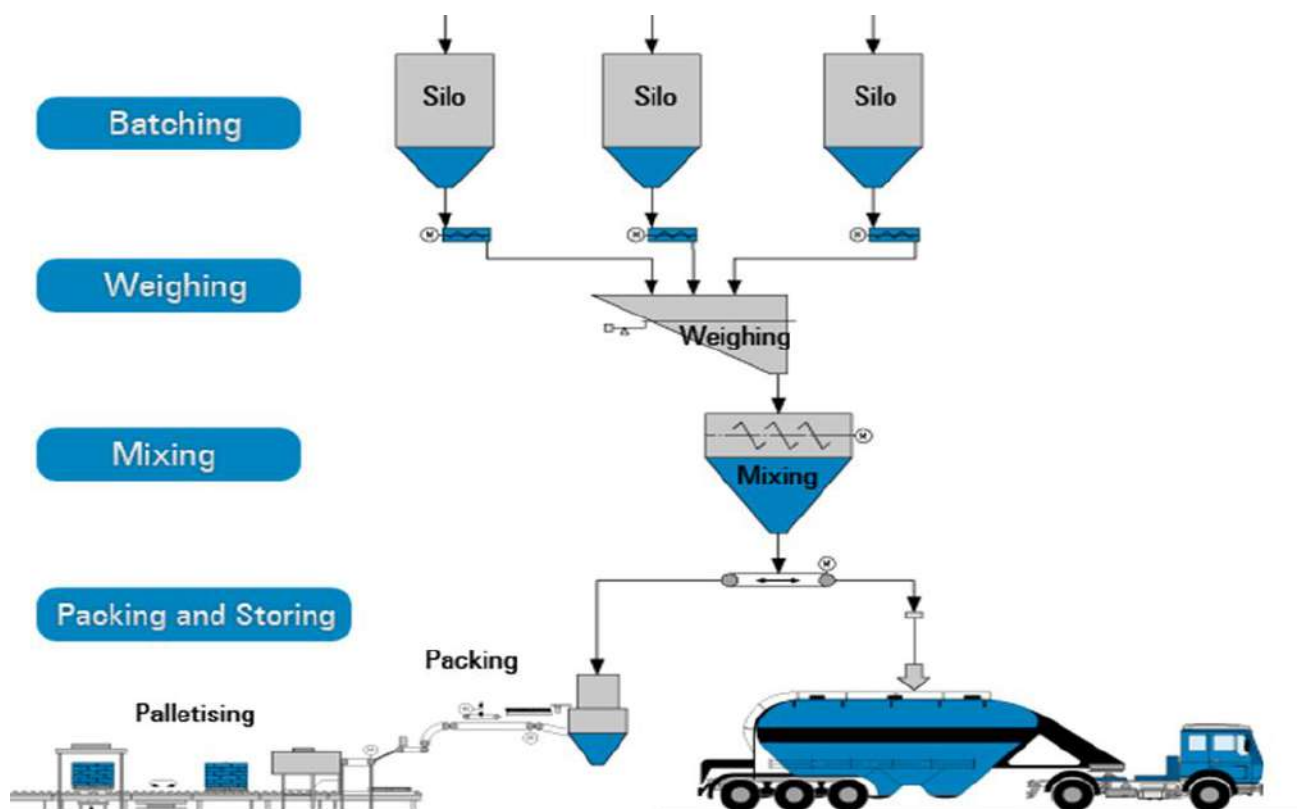 Silo
Silo
Silo
Batching
M
M
M
Weighing
Weighing
M
Mixing
Mixing
M
Packing and Storing
Packing
Palletising